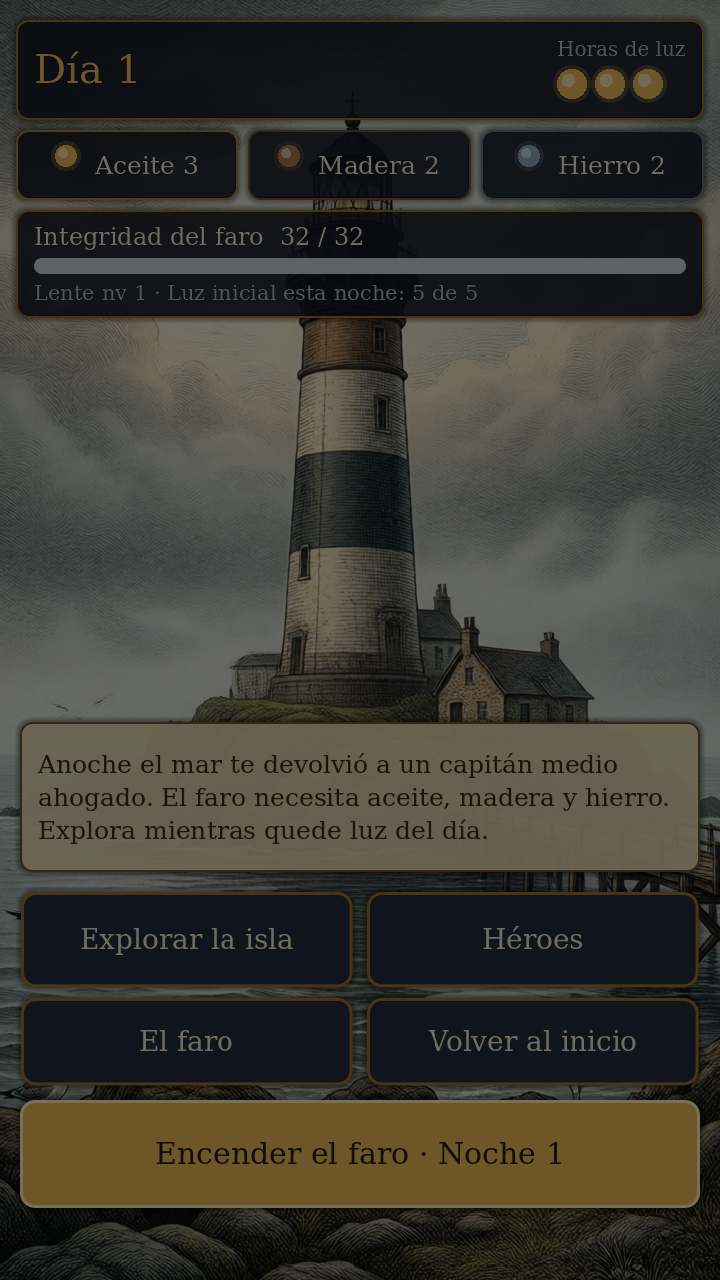 Día 1
Horas de luz
Aceite 3
Madera 2
Hierro 2
Integridad del faro 32 / 32
Lente nv 1 · Luz inicial esta noche: 5 de 5
Anoche el mar te devolvió a un capitán medio
ahogado. El faro necesita aceite, madera y hierro.
Explora mientras quede luz del día.
Explorar la isla
Héroes
El faro
Volver al inicio
Encender el faro · Noche 1